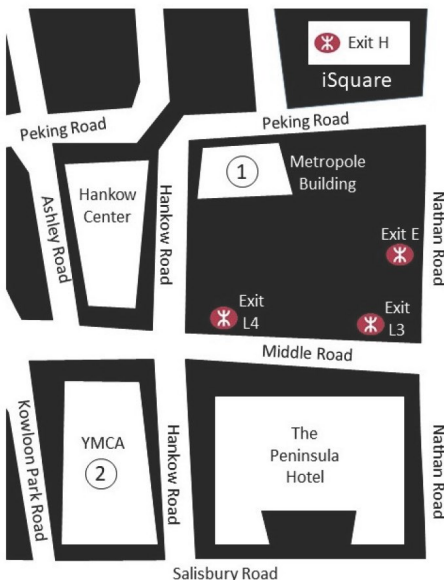 Exit H
iSquare
Peking Road
Peking Road
1
Metropole
Building
Hankow
Center
Ashley Road
Hankow Road
Nathan Road
Exit E
Exit
L4
Exit
L3
Middle Road
Kowloon Park Road
YMCA
2
Hankow Road
The
Peninsula
Hotel
Nathan Road
Salisbury Road